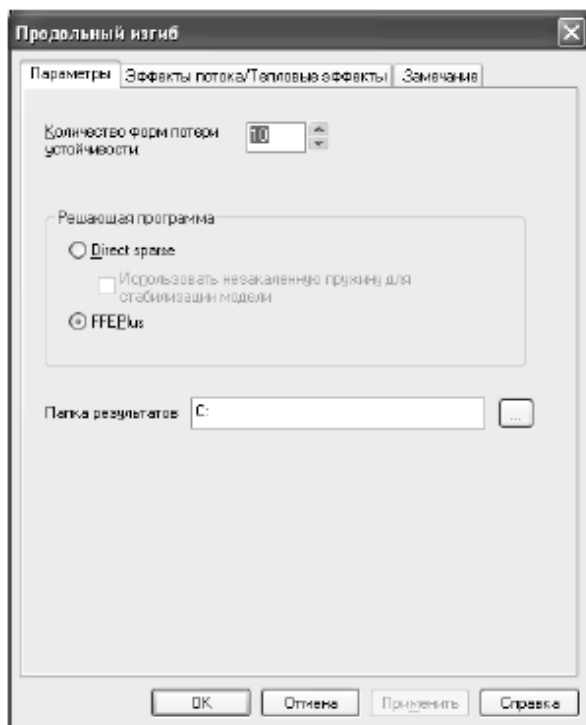 Продольный изгиб
Параметры Эффекты потока/Тепловые эффекты Замечание
Количество форм потери
устойчивости:
10
Решающая программа
Direct sparse
Использовать незакаленную пружину для
стабилизации модели
FFEPlus
Папка результатов C:
...
OK Отмена Применить Справка